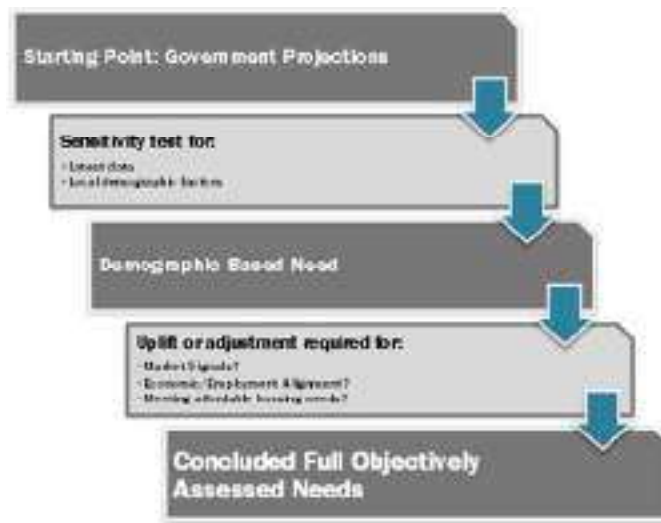 Starting Point: Government Projections
Sensitivity test for:
- Latest data
- Local demographic factors
Demographic Based Need
Uplift or adjustment required for:
- Market Signals?
- Economic/Employment Alignment?
- Meeting affordable housing needs?
Concluded Full Objectively
Assessed Needs